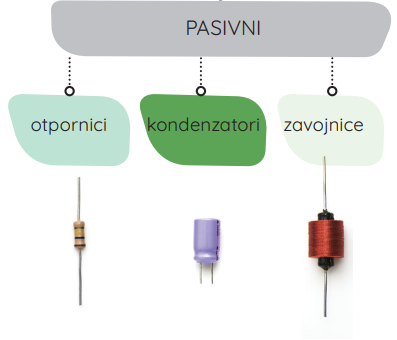 PASIVNI
otpornici
kondenzatori
zavojnice